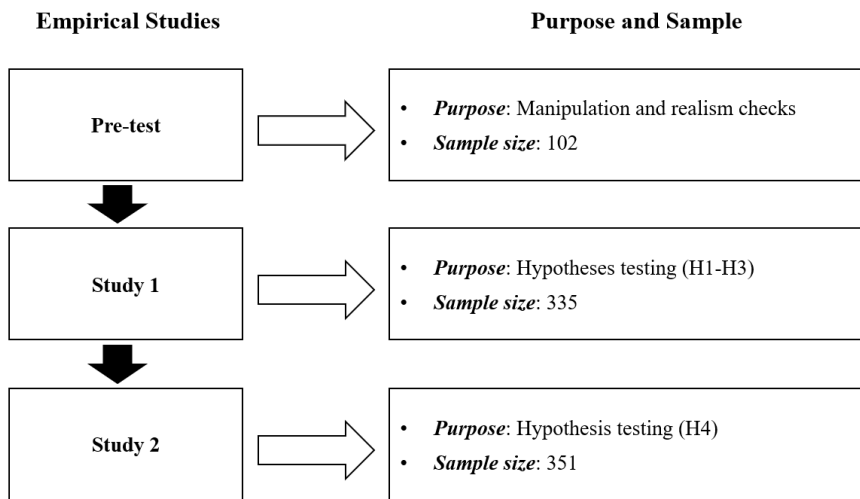 Empirical Studies
Purpose and Sample
Pre-test
• Purpose: Manipulation and realism checks
• Sample size: 102
Study 1
• Purpose: Hypotheses testing (H1-H3)
• Sample size: 335
Study 2
• Purpose: Hypothesis testing (H4)
• Sample size: 351